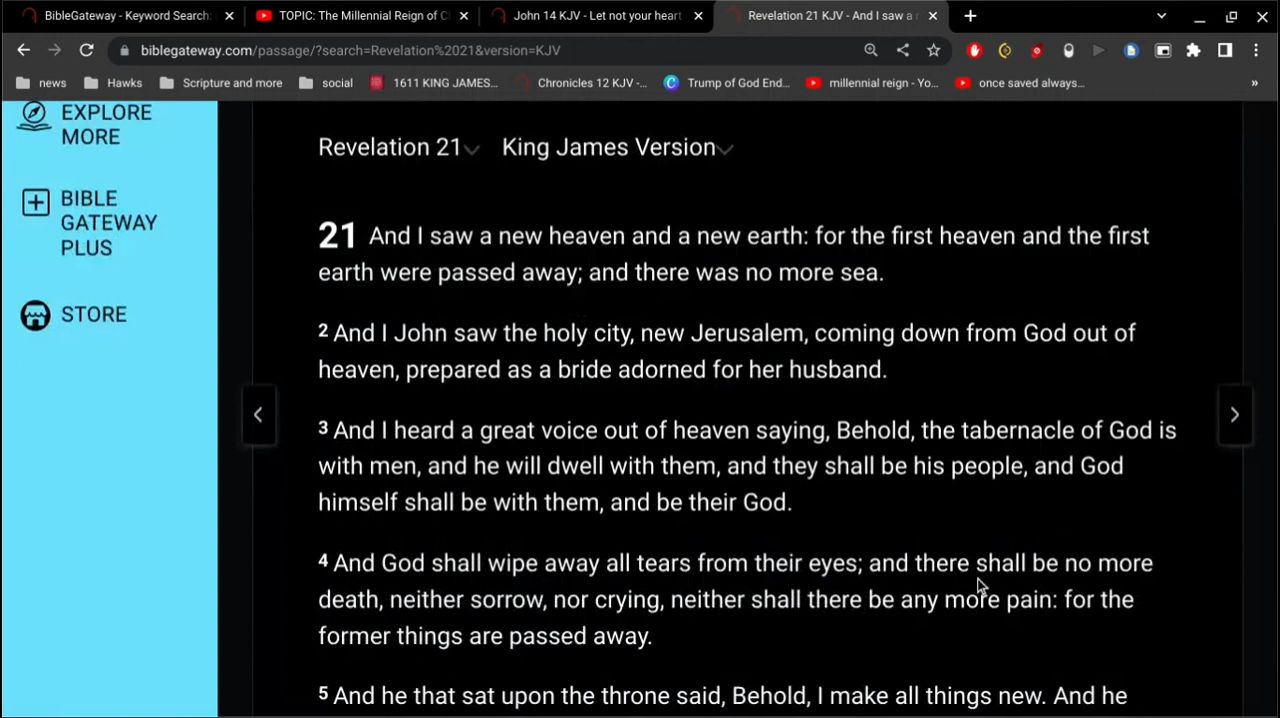 BibleGateway - Keyword Search:
TOPIC: The Millennial Reign of C
John 14 KJV - Let not your heart
Revelation 21 KJV - And I saw a n
biblegateway.com/passage/?search=Revelation%2021&version=KJV
news
Hawks
Scripture and more
social
1611 KING JAMES...
Chronicles 12 KJV -...
Trump of God End...
millennial reign - Yo...
once saved always...
»
EXPLORE
MORE
BIBLE
GATEWAY
PLUS
STORE
Revelation 21
King James Version
21 And I saw a new heaven and a new earth: for the first heaven and the first
earth were passed away; and there was no more sea.
2 And I John saw the holy city, new Jerusalem, coming down from God out of
heaven, prepared as a bride adorned for her husband.
3 And I heard a great voice out of heaven saying, Behold, the tabernacle of God is
with men, and he will dwell with them, and they shall be his people, and God
himself shall be with them, and be their God.
4 And God shall wipe away all tears from their eyes; and there shall be no more
death, neither sorrow, nor crying, neither shall there be any more pain: for the
former things are passed away.
5 And he that sat upon the throne said, Behold, I make all things new. And he